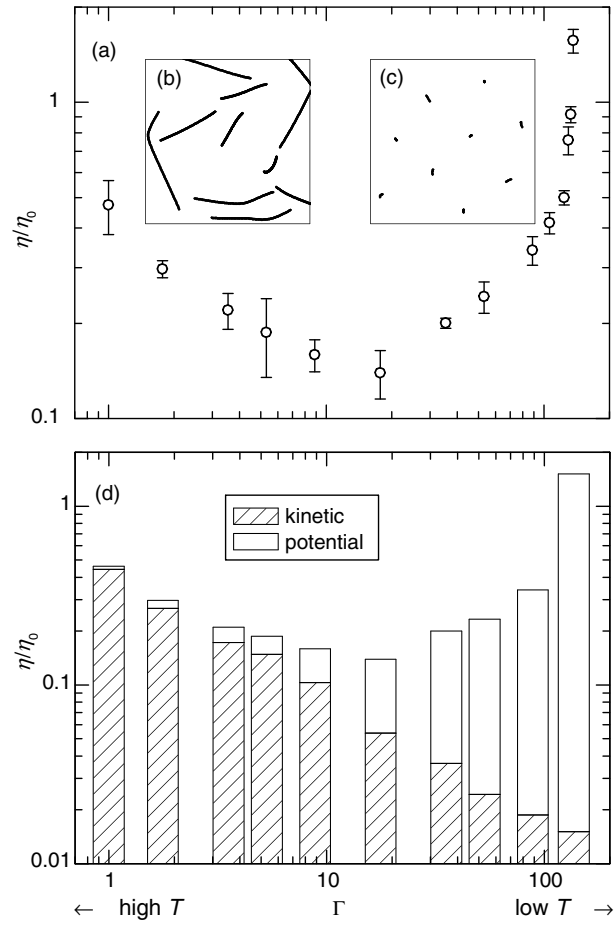 (a)
(b)
(c)
1
0.1
η/η₀
(d)
kinetic
potential
1
0.1
0.01
η/η₀
1
10
100
← high T Γ low T →